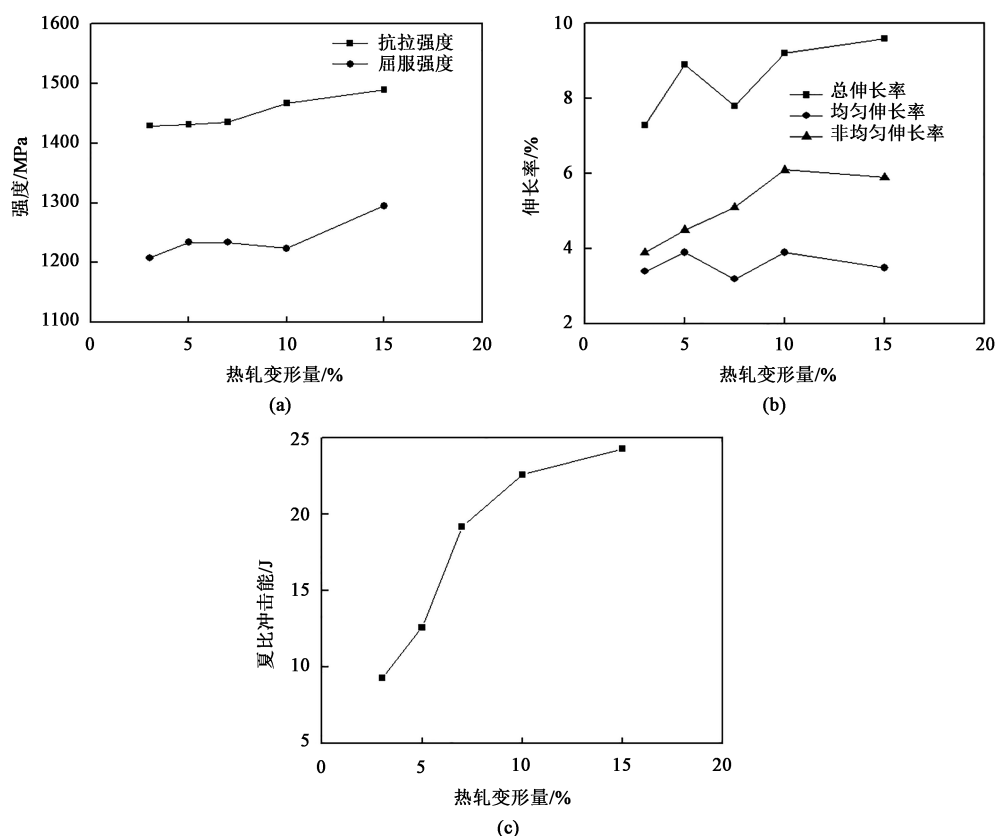 1600
1500
1400
1300
1200
1100
强度/MPa
抗拉强度
屈服强度
0 5 10 15 20
热轧变形量/%
(a)
10
8
6
4
2
伸长率/%
总伸长率
均匀伸长率
非均匀伸长率
0 5 10 15 20
热轧变形量/%
(b)
25
20
15
10
5
夏比冲击能/J
0 5 10 15 20
热轧变形量/%
(c)